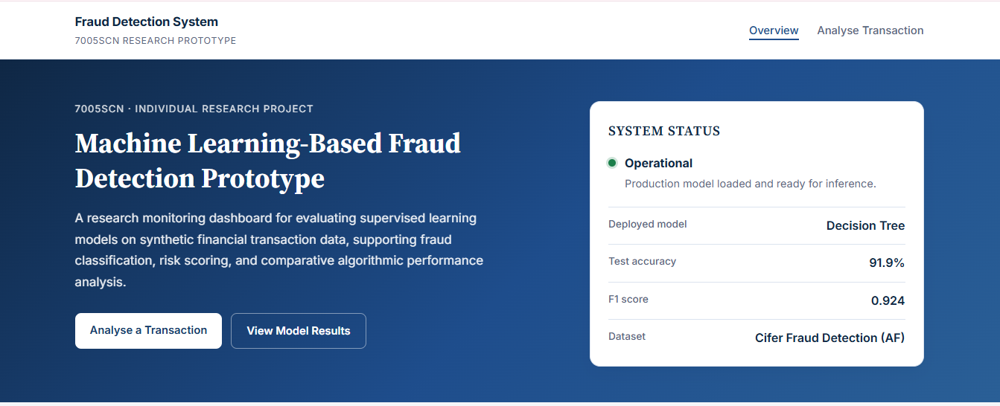 Fraud Detection System
7005SCN RESEARCH PROTOTYPE
Overview
Analyse Transaction
7005SCN · INDIVIDUAL RESEARCH PROJECT
Machine Learning-Based Fraud
Detection Prototype
A research monitoring dashboard for evaluating supervised learning
models on synthetic financial transaction data, supporting fraud
classification, risk scoring, and comparative algorithmic performance
analysis.
Analyse a Transaction
View Model Results
SYSTEM STATUS
Operational
Production model loaded and ready for inference.
Deployed model
Decision Tree
Test accuracy
91.9%
F1 score
0.924
Dataset
Cifer Fraud Detection (AF)